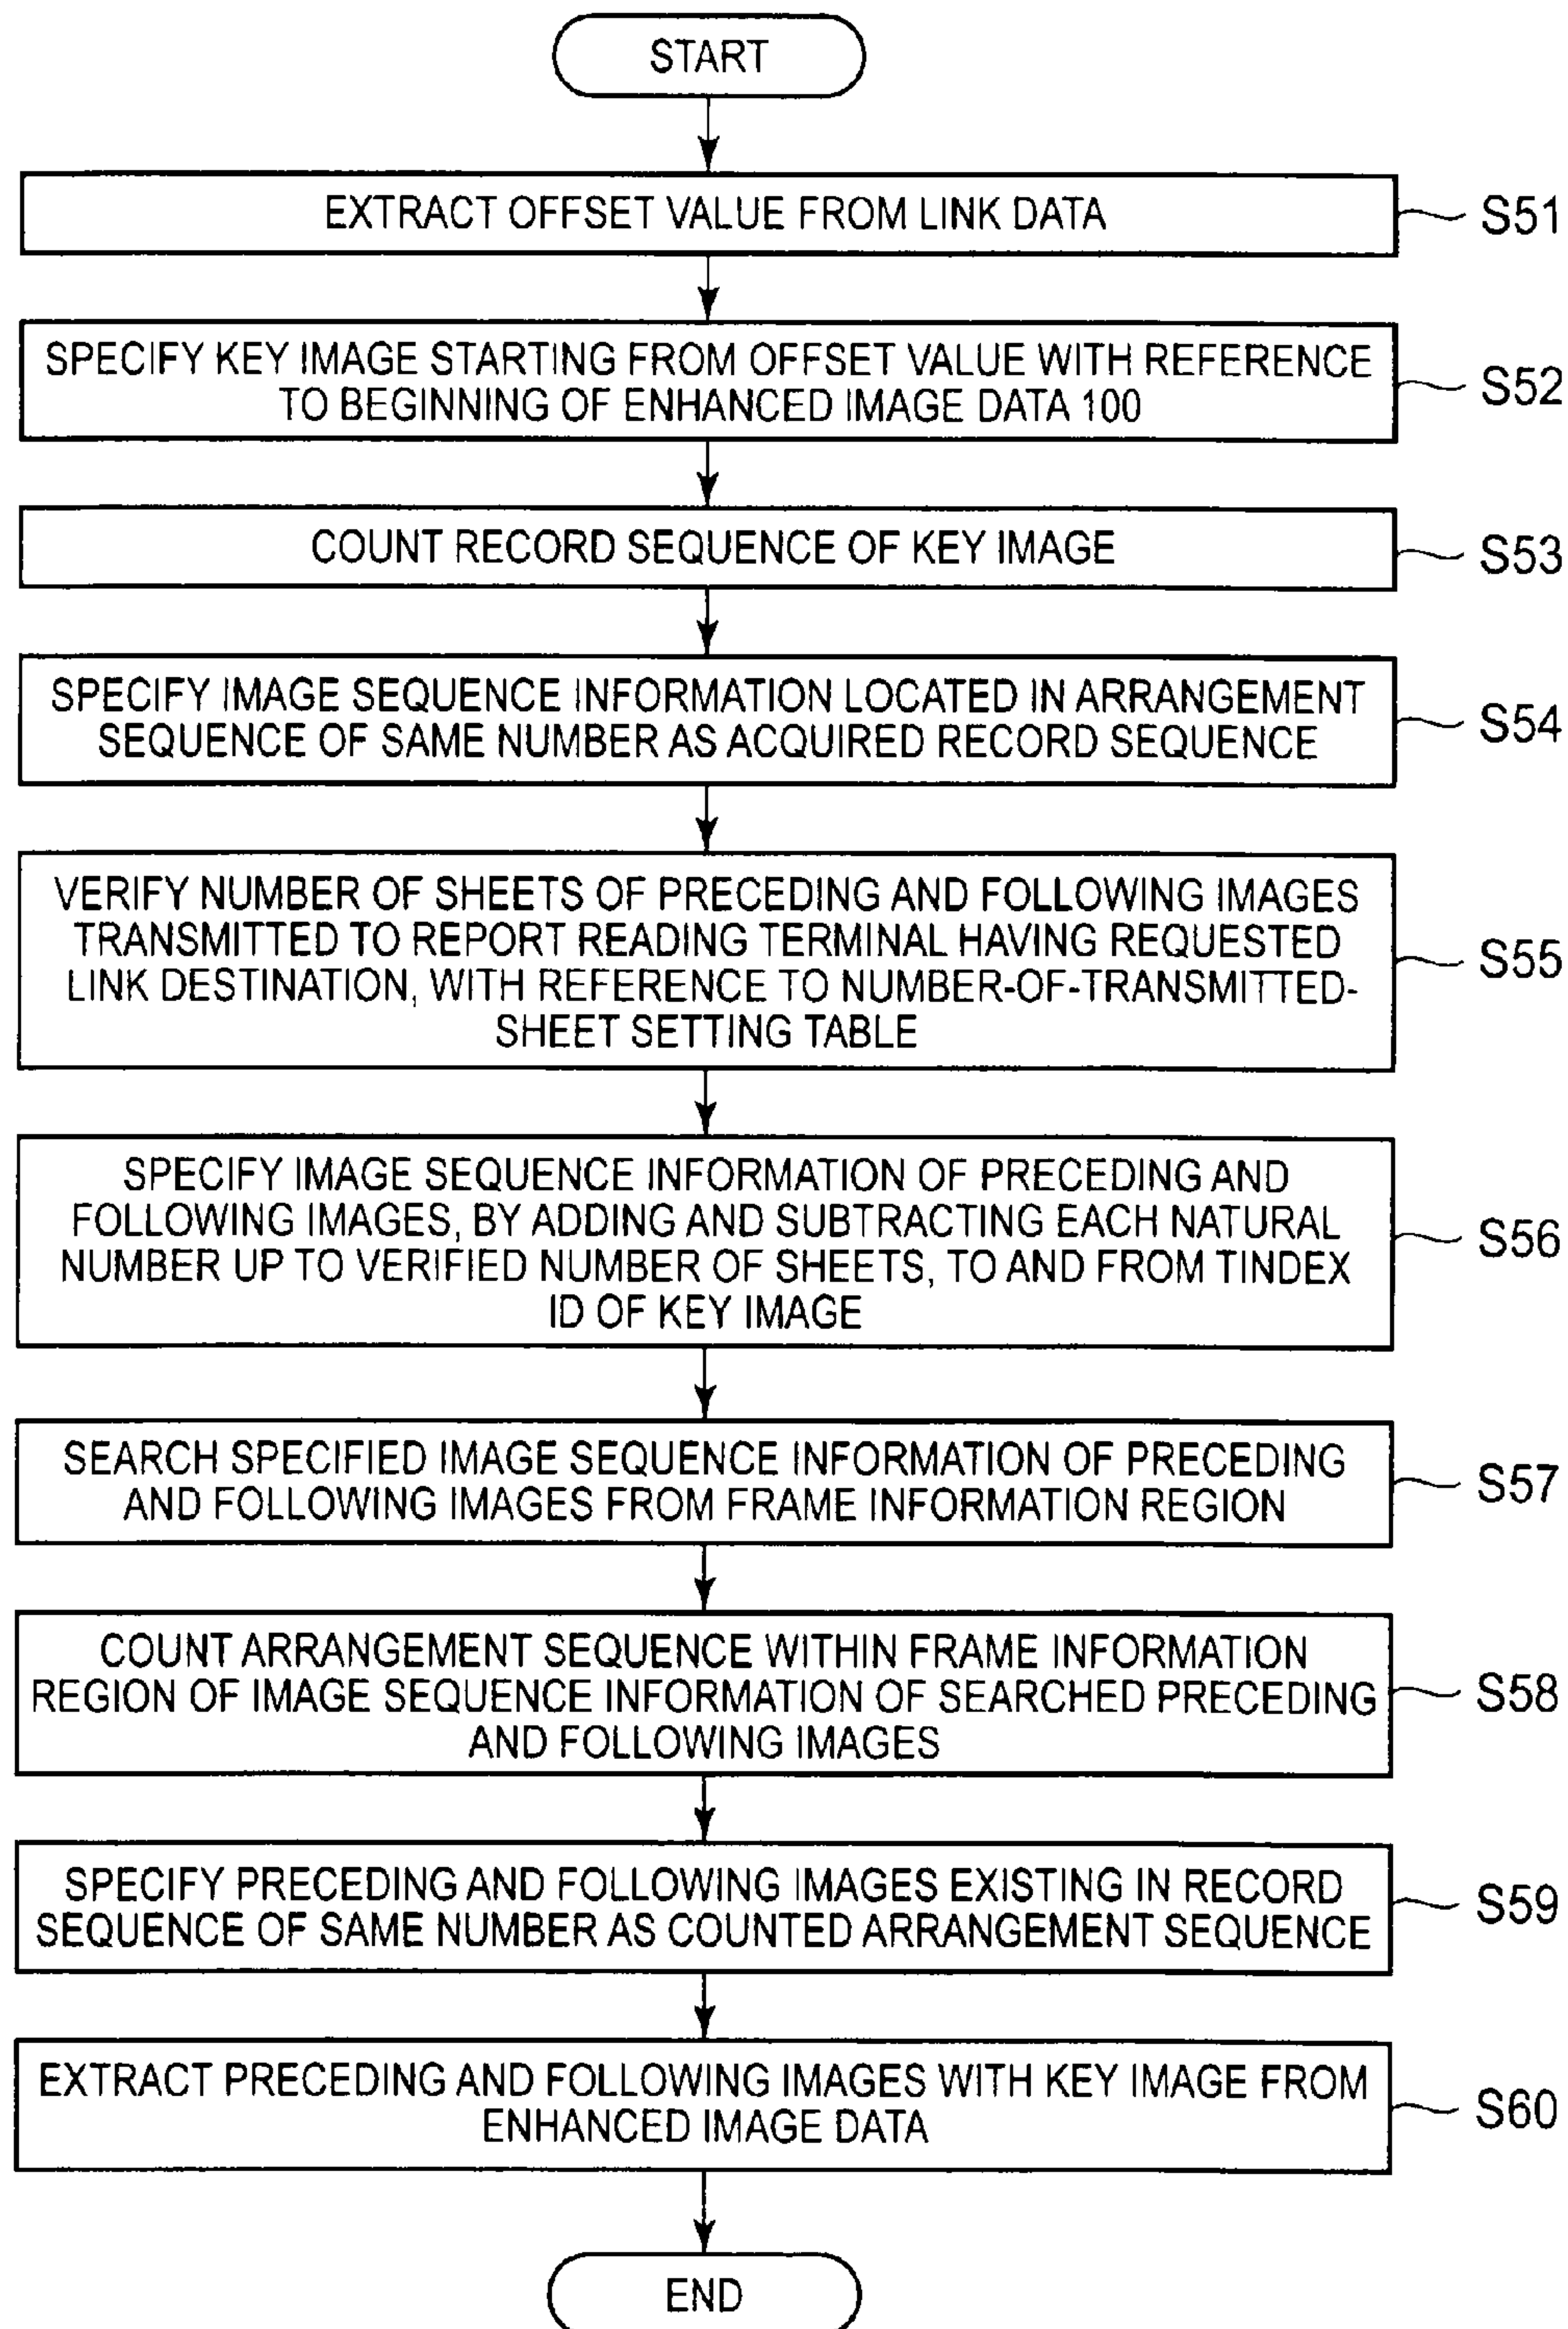 START
EXTRACT OFFSET VALUE FROM LINK DATA
S51
SPECIFY KEY IMAGE STARTING FROM OFFSET VALUE WITH REFERENCE
TO BEGINNING OF ENHANCED IMAGE DATA 100
S52
COUNT RECORD SEQUENCE OF KEY IMAGE
S53
SPECIFY IMAGE SEQUENCE INFORMATION LOCATED IN ARRANGEMENT
SEQUENCE OF SAME NUMBER AS ACQUIRED RECORD SEQUENCE
S54
VERIFY NUMBER OF SHEETS OF PRECEDING AND FOLLOWING IMAGES
TRANSMITTED TO REPORT READING TERMINAL HAVING REQUESTED
LINK DESTINATION, WITH REFERENCE TO NUMBER-OF-TRANSMITTED-
SHEET SETTING TABLE
S55
SPECIFY IMAGE SEQUENCE INFORMATION OF PRECEDING AND
FOLLOWING IMAGES, BY ADDING AND SUBTRACTING EACH NATURAL
NUMBER UP TO VERIFIED NUMBER OF SHEETS, TO AND FROM TINDEX
ID OF KEY IMAGE
S56
SEARCH SPECIFIED IMAGE SEQUENCE INFORMATION OF PRECEDING
AND FOLLOWING IMAGES FROM FRAME INFORMATION REGION
S57
COUNT ARRANGEMENT SEQUENCE WITHIN FRAME INFORMATION
REGION OF IMAGE SEQUENCE INFORMATION OF SEARCHED PRECEDING
AND FOLLOWING IMAGES
S58
SPECIFY PRECEDING AND FOLLOWING IMAGES EXISTING IN RECORD
SEQUENCE OF SAME NUMBER AS COUNTED ARRANGEMENT SEQUENCE
S59
EXTRACT PRECEDING AND FOLLOWING IMAGES WITH KEY IMAGE FROM
ENHANCED IMAGE DATA
S60
END